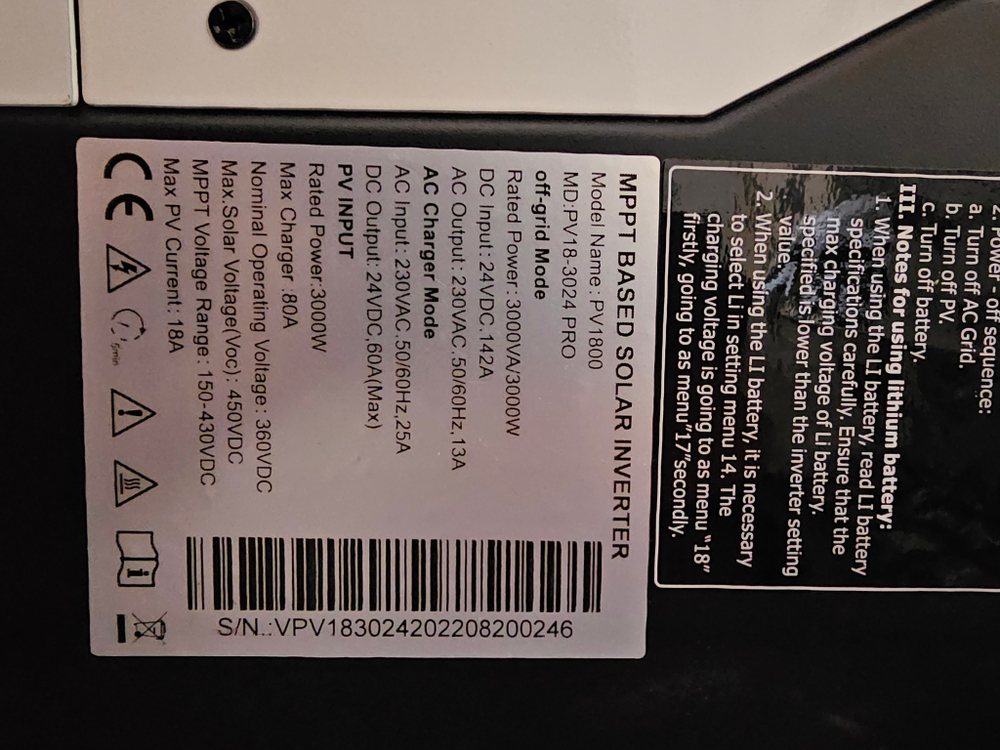 2. Power - off sequence:
a. Turn off AC Grid.
b. Turn off PV.
c. Turn off battery.
III. Notes for using lithium battery:
1. When using the LI battery, read LI battery
specifications carefully. Ensure that the
max charging voltage of Li battery
specified is lower than the inverter setting
value.
2. When using the LI battery, it is necessary
to select Li in setting menu 14. The
charging voltage is going to as menu "18"
firstly, going to as menu"17"secondly.
MPPT BASED SOLAR INVERTER
Model Name: PV1800
MD:PV18-3024 PRO
off-grid Mode
Rated Power: 3000VA/3000W
DC Input: 24VDC.142A
AC Output: 230VAC.50/60Hz,13A
AC Charger Mode
AC Input: 230VAC.50/60Hz,25A
DC Output: 24VDC,80A(Max)
PV INPUT
Rated Power:3000W
Max Charger :80A
Nominal Operating Voltage: 360VDC
Max.Solar Voltage(Voc): 450VDC
MPPT Voltage Range: 150-430VDC
Max PV Current: 18A
CE
5min
S/N.:VPV183024202208200246